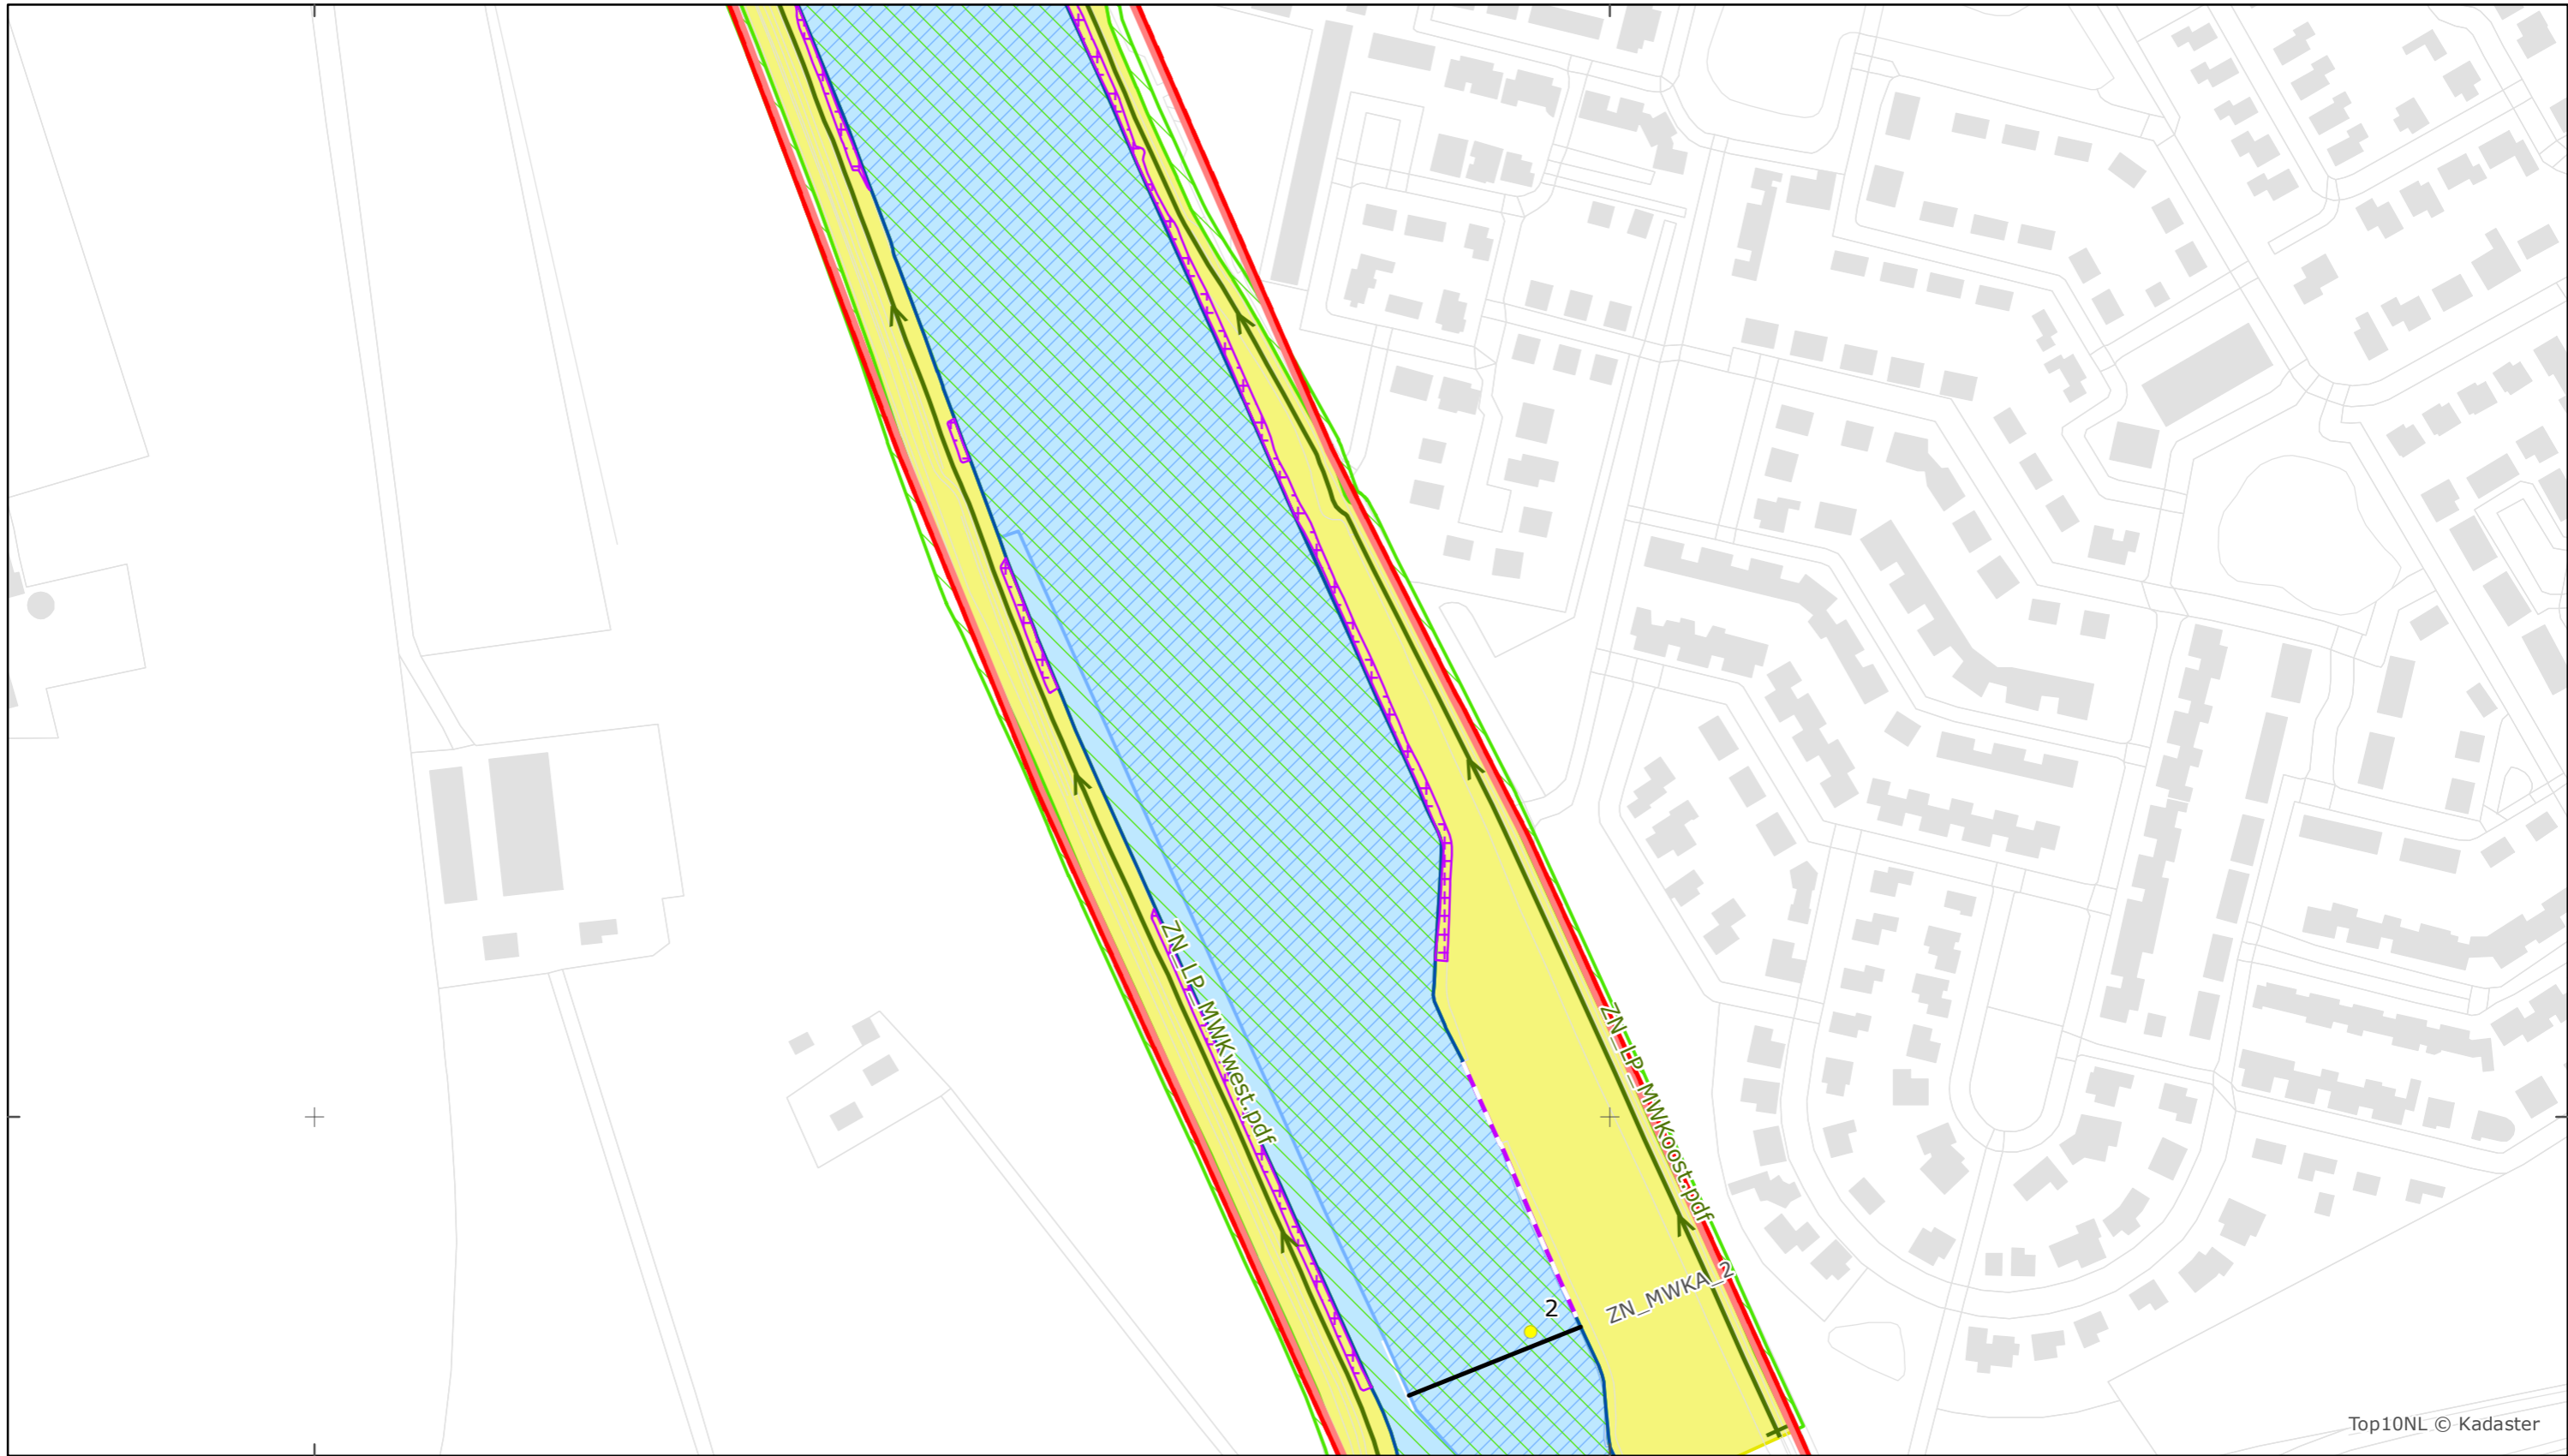 ZN_LP_MWKwest.pdf
ZN_LP_MWKoost.pdf
ZN_MWKA_2
2
Top10NL © Kadaster